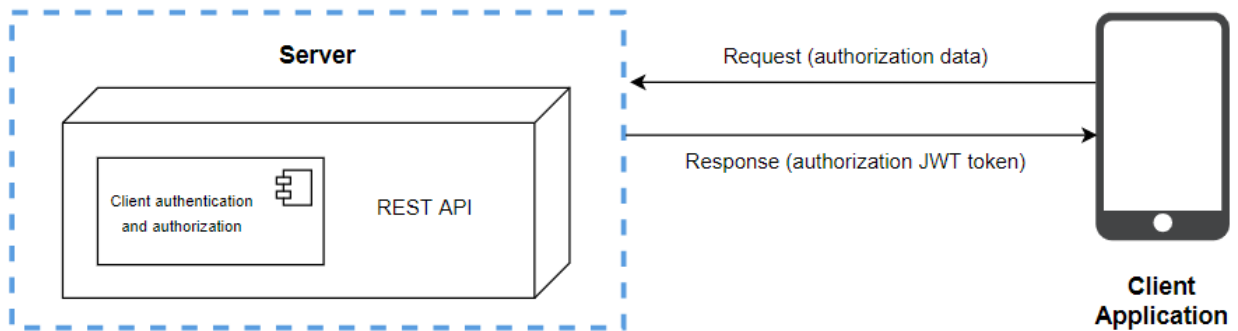 Server
Client authentication
and authorization
REST API
Request (authorization data)
Response (authorization JWT token)
Client
Application